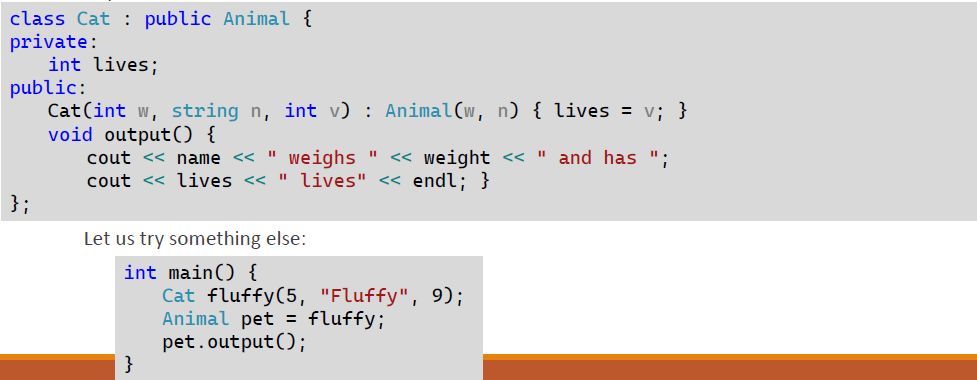 class Cat : public Animal {
private:
    int lives;
public:
    Cat(int w, string n, int v) : Animal(w, n) { lives = v; }
    void output() {
        cout << name << " weighs " << weight << " and has ";
        cout << lives << " lives" << endl; }
};
Let us try something else:
int main() {
    Cat fluffy(5, "Fluffy", 9);
    Animal pet = fluffy;
    pet.output();
}